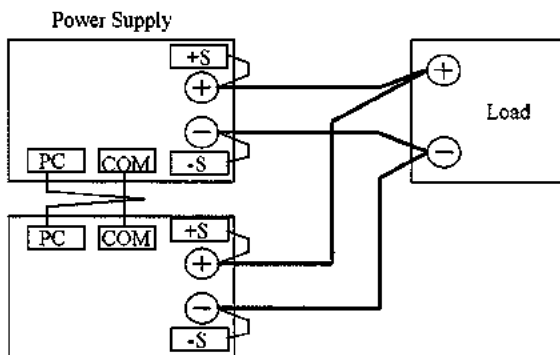 Power Supply
+S
+
−
-S
PC COM
+
−
Load
PC COM
+S
+
−
-S